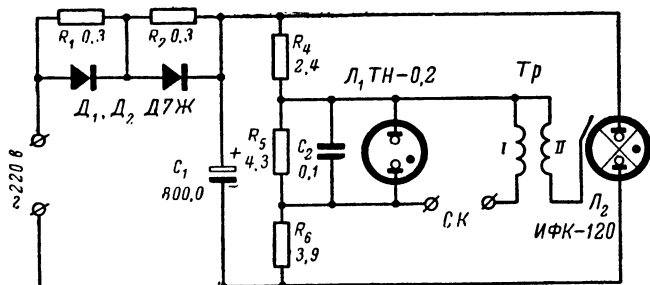 R₁ 0,3
R₂ 0,3
Д₁, Д₂ Д7Ж
≈220 в
C₁
800,0
+
−
R₄
2,4
R₅
4,3
C₂
0,1
R₆
3,9
Л₁ ТН-0,2
Тр
I
II
СК
Л₂
ИФК-120